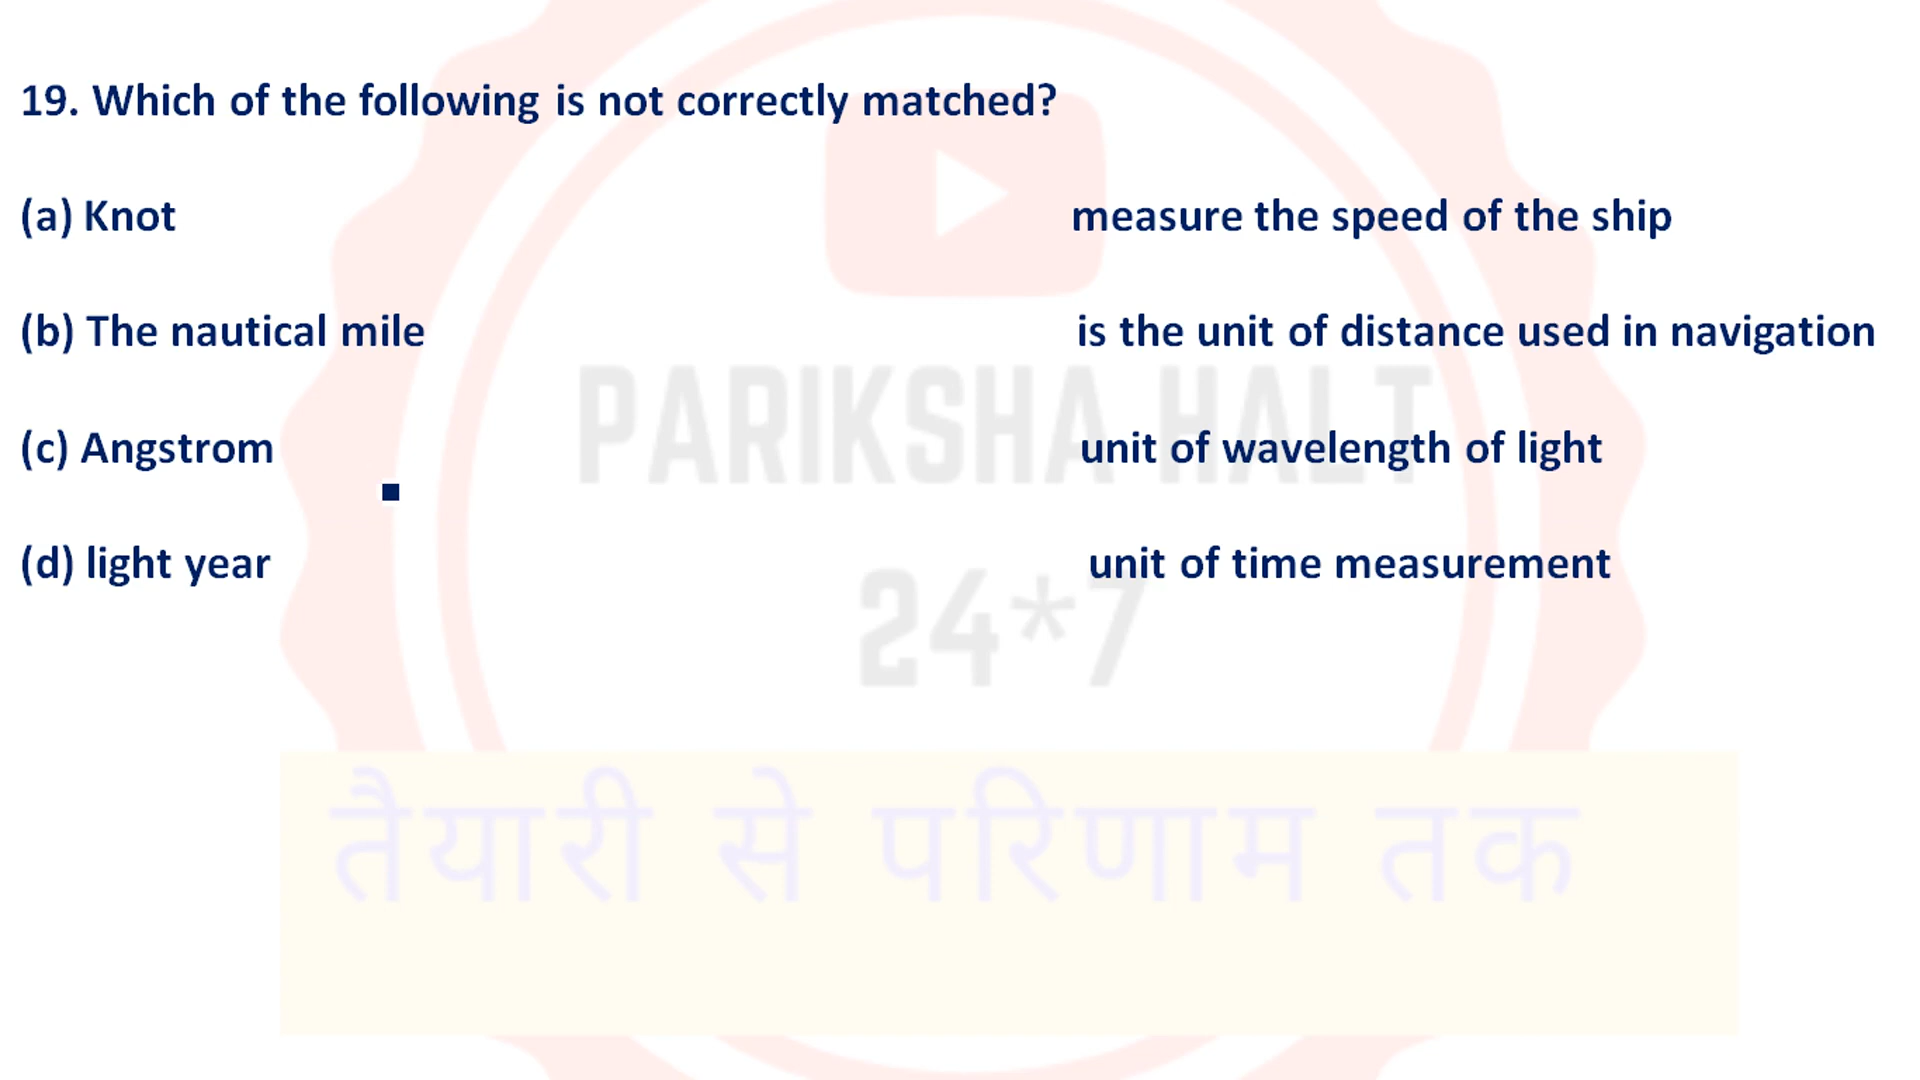 19. Which of the following is not correctly matched?
(a) Knot measure the speed of the ship
(b) The nautical mile is the unit of distance used in navigation
PARIKSHA HALT
(c) Angstrom unit of wavelength of light
(d) light year unit of time measurement
24*7
तैयारी से परिणाम तक